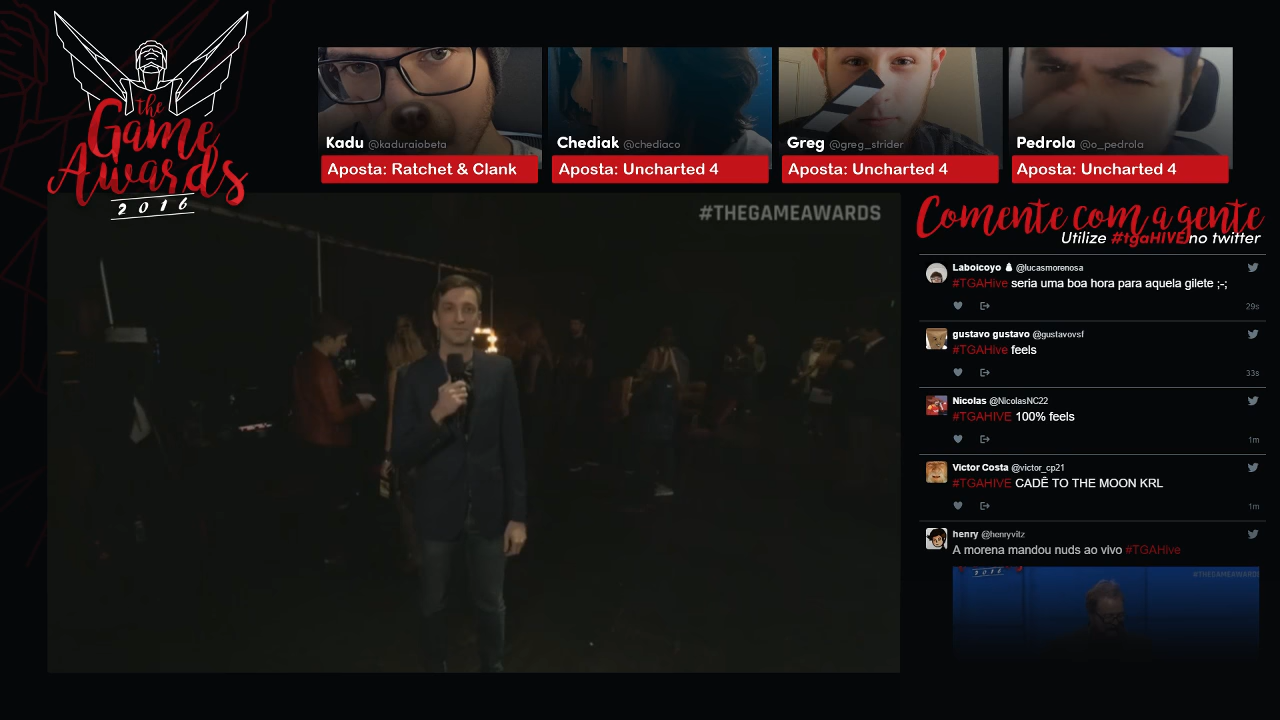 the
Game
Awards
2016
Kadu @kaduraiobeta
Aposta: Ratchet & Clank
Chediak @chediaco
Aposta: Uncharted 4
Greg @greg_strider
Aposta: Uncharted 4
Pedrola @o_pedrola
Aposta: Uncharted 4
#THEGAMEAWARDS
Comente com a gente
Utilize #tgaHIVE no twitter
Laboicoyo @lucasmorenosa
#TGAHive seria uma boa hora para aquela gilete ;-;
29s
gustavo gustavo @gustavovsf
#TGAHive feels
33s
Nicolas @NicolasNC22
#TGAHIVE 100% feels
1m
Victor Costa @victor_cp21
#TGAHIVE CADÊ TO THE MOON KRL
1m
henry @henryvitz
A morena mandou nuds ao vivo #TGAHive
2016
#THEGAMEAWARDS